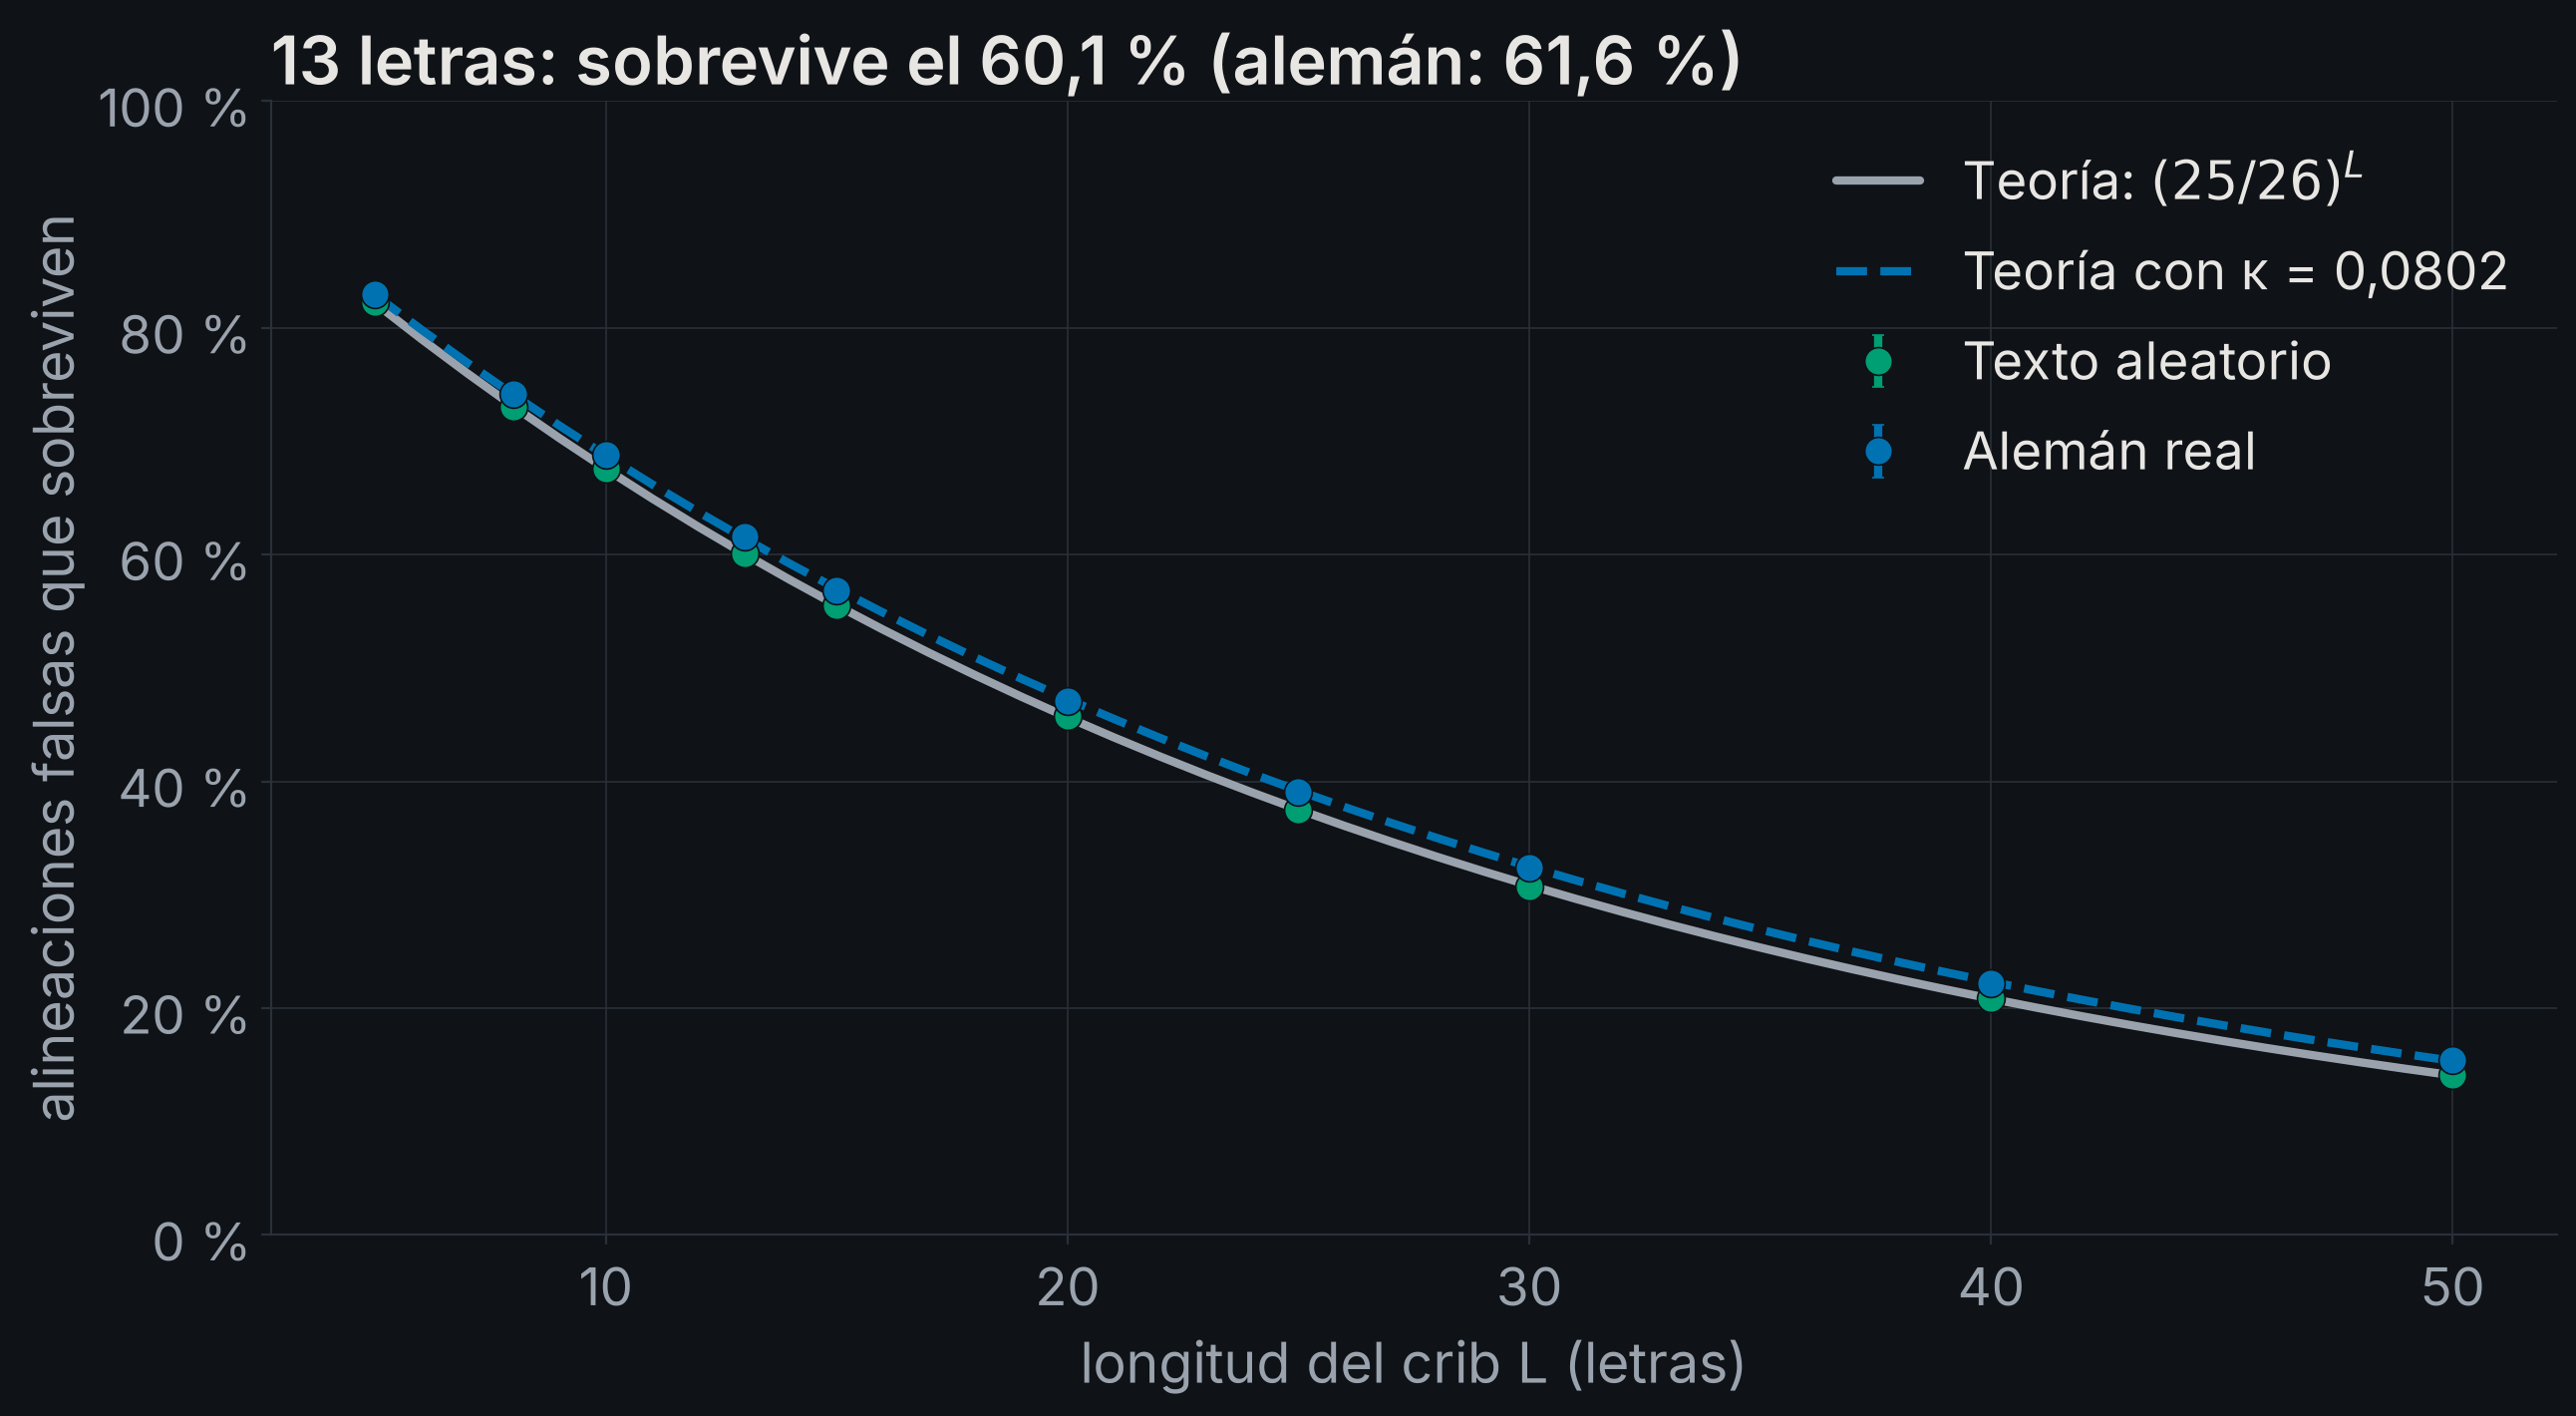 13 letras: sobrevive el 60,1 % (alemán: 61,6 %)
100 %
80 %
60 %
40 %
20 %
0 %
alineaciones falsas que sobreviven
Teoría: (25/26)^L
Teoría con κ = 0,0802
Texto aleatorio
Alemán real
10 20 30 40 50
longitud del crib L (letras)